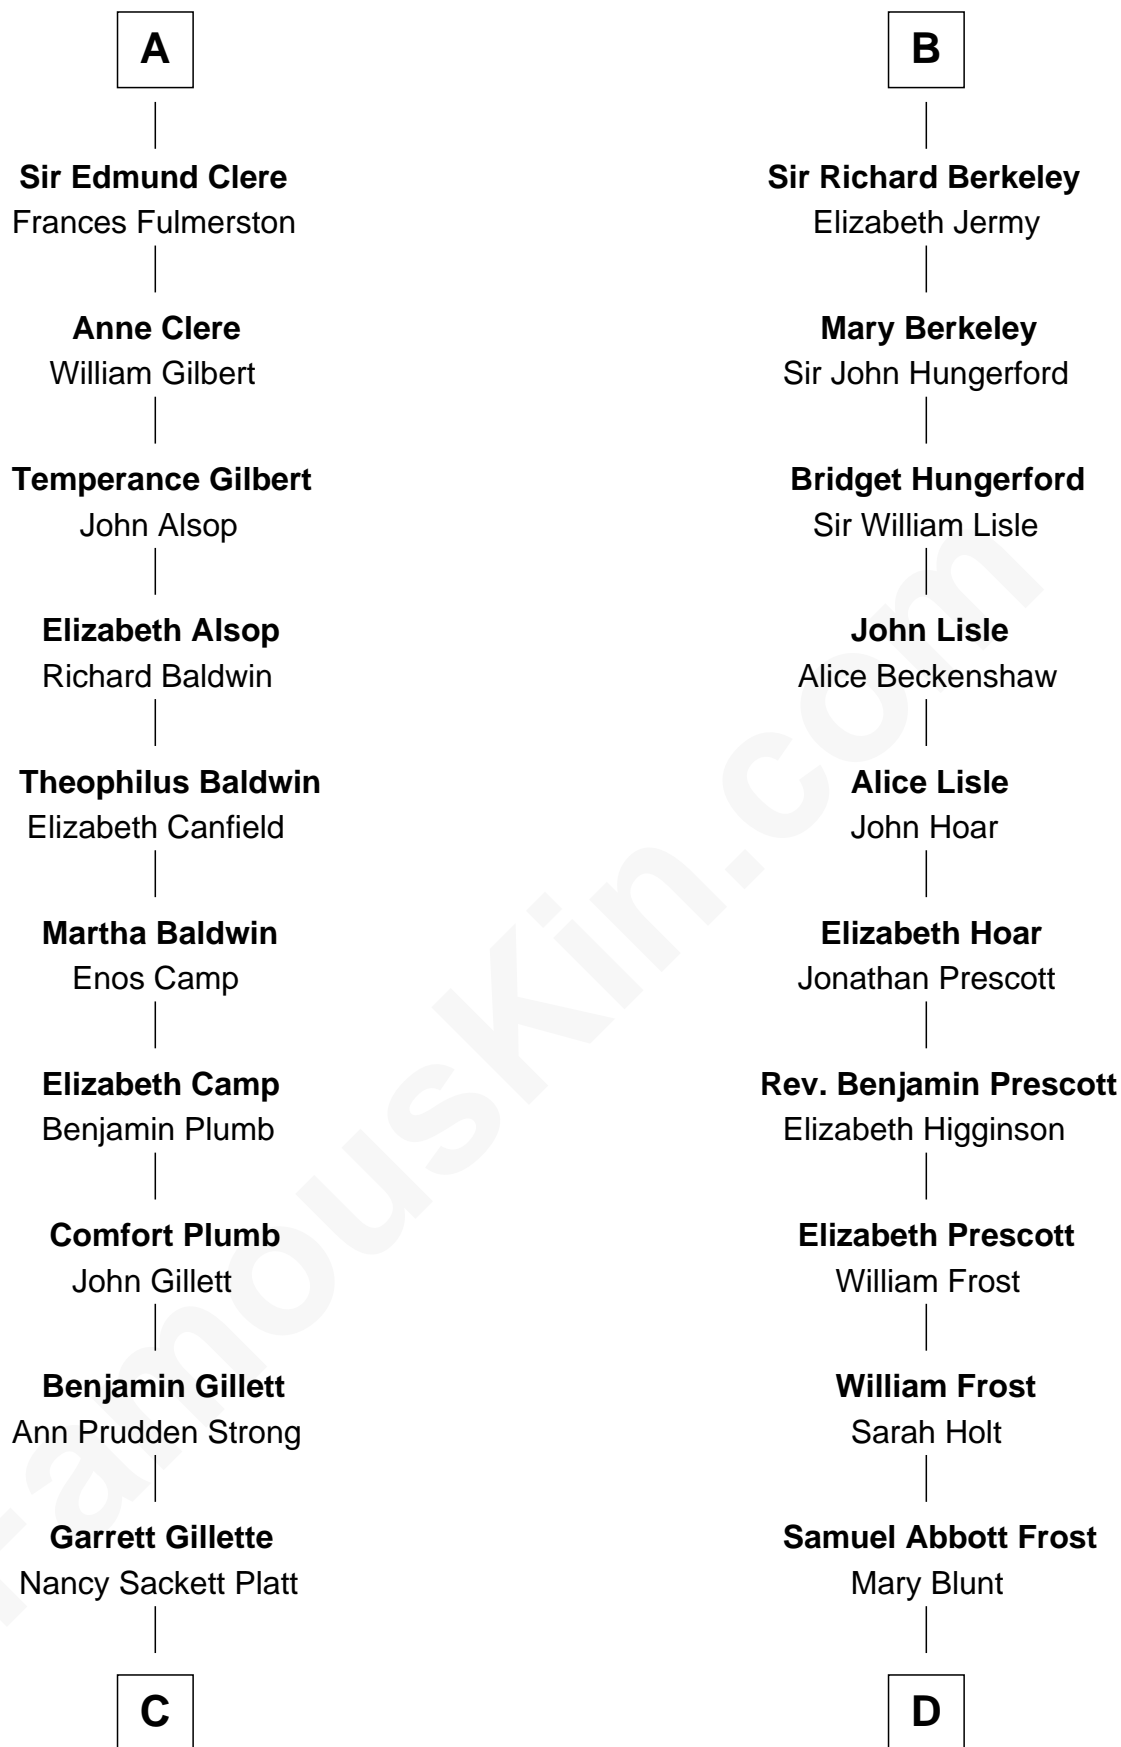 A
Sir Edmund Clere
Frances Fulmerston
Anne Clere
William Gilbert
Temperance Gilbert
John Alsop
Elizabeth Alsop
Richard Baldwin
Theophilus Baldwin
Elizabeth Canfield
Martha Baldwin
Enos Camp
Elizabeth Camp
Benjamin Plumb
Comfort Plumb
John Gillett
Benjamin Gillett
Ann Prudden Strong
Garrett Gillette
Nancy Sackett Platt
C
B
Sir Richard Berkeley
Elizabeth Jermy
Mary Berkeley
Sir John Hungerford
Bridget Hungerford
Sir William Lisle
John Lisle
Alice Beckenshaw
Alice Lisle
John Hoar
Elizabeth Hoar
Jonathan Prescott
Rev. Benjamin Prescott
Elizabeth Higginson
Elizabeth Prescott
William Frost
William Frost
Sarah Holt
Samuel Abbott Frost
Mary Blunt
D
FamousKin.com